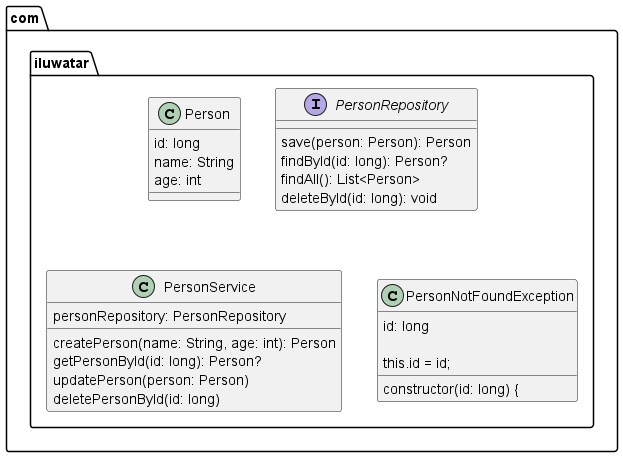 com
iluwatar
C Person
id: long
name: String
age: int
I PersonRepository
save(person: Person): Person
findById(id: long): Person?
findAll(): List<Person>
deleteById(id: long): void
C PersonService
personRepository: PersonRepository
createPerson(name: String, age: int): Person
getPersonById(id: long): Person?
updatePerson(person: Person)
deletePersonById(id: long)
C PersonNotFoundException
id: long
this.id = id;
constructor(id: long) {